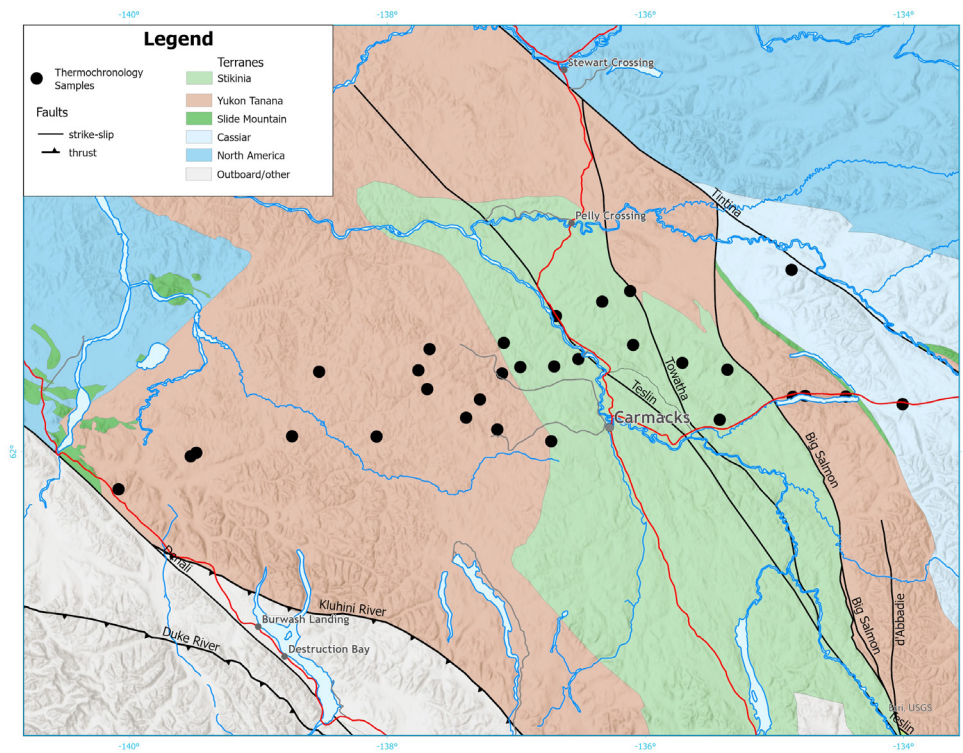 -140°
-138°
-136°
-134°
Legend
Thermochronology
Samples
Faults
strike-slip
thrust
Terranes
Stikinia
Yukon Tanana
Slide Mountain
Cassiar
North America
Outboard/other
Stewart Crossing
Tintina
Pelly Crossing
Towatha
Teslin
Carmacks
Big Salmon
62°
Denali
Kluhini River
Burwash Landing
Duke River
Destruction Bay
Big Salmon
d'Abbadie
Esri, USGS
Teslin
-140°
-138°
-136°
-134°